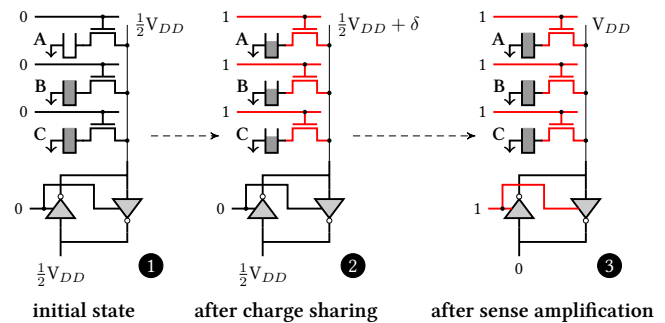 0 ½V_DD 1 ½V_DD + δ 1 V_DD
A A A
0 1 1
B B B
0 1 1
C C C
0 0 1
½V_DD ½V_DD 0
1 2 3
initial state after charge sharing after sense amplification